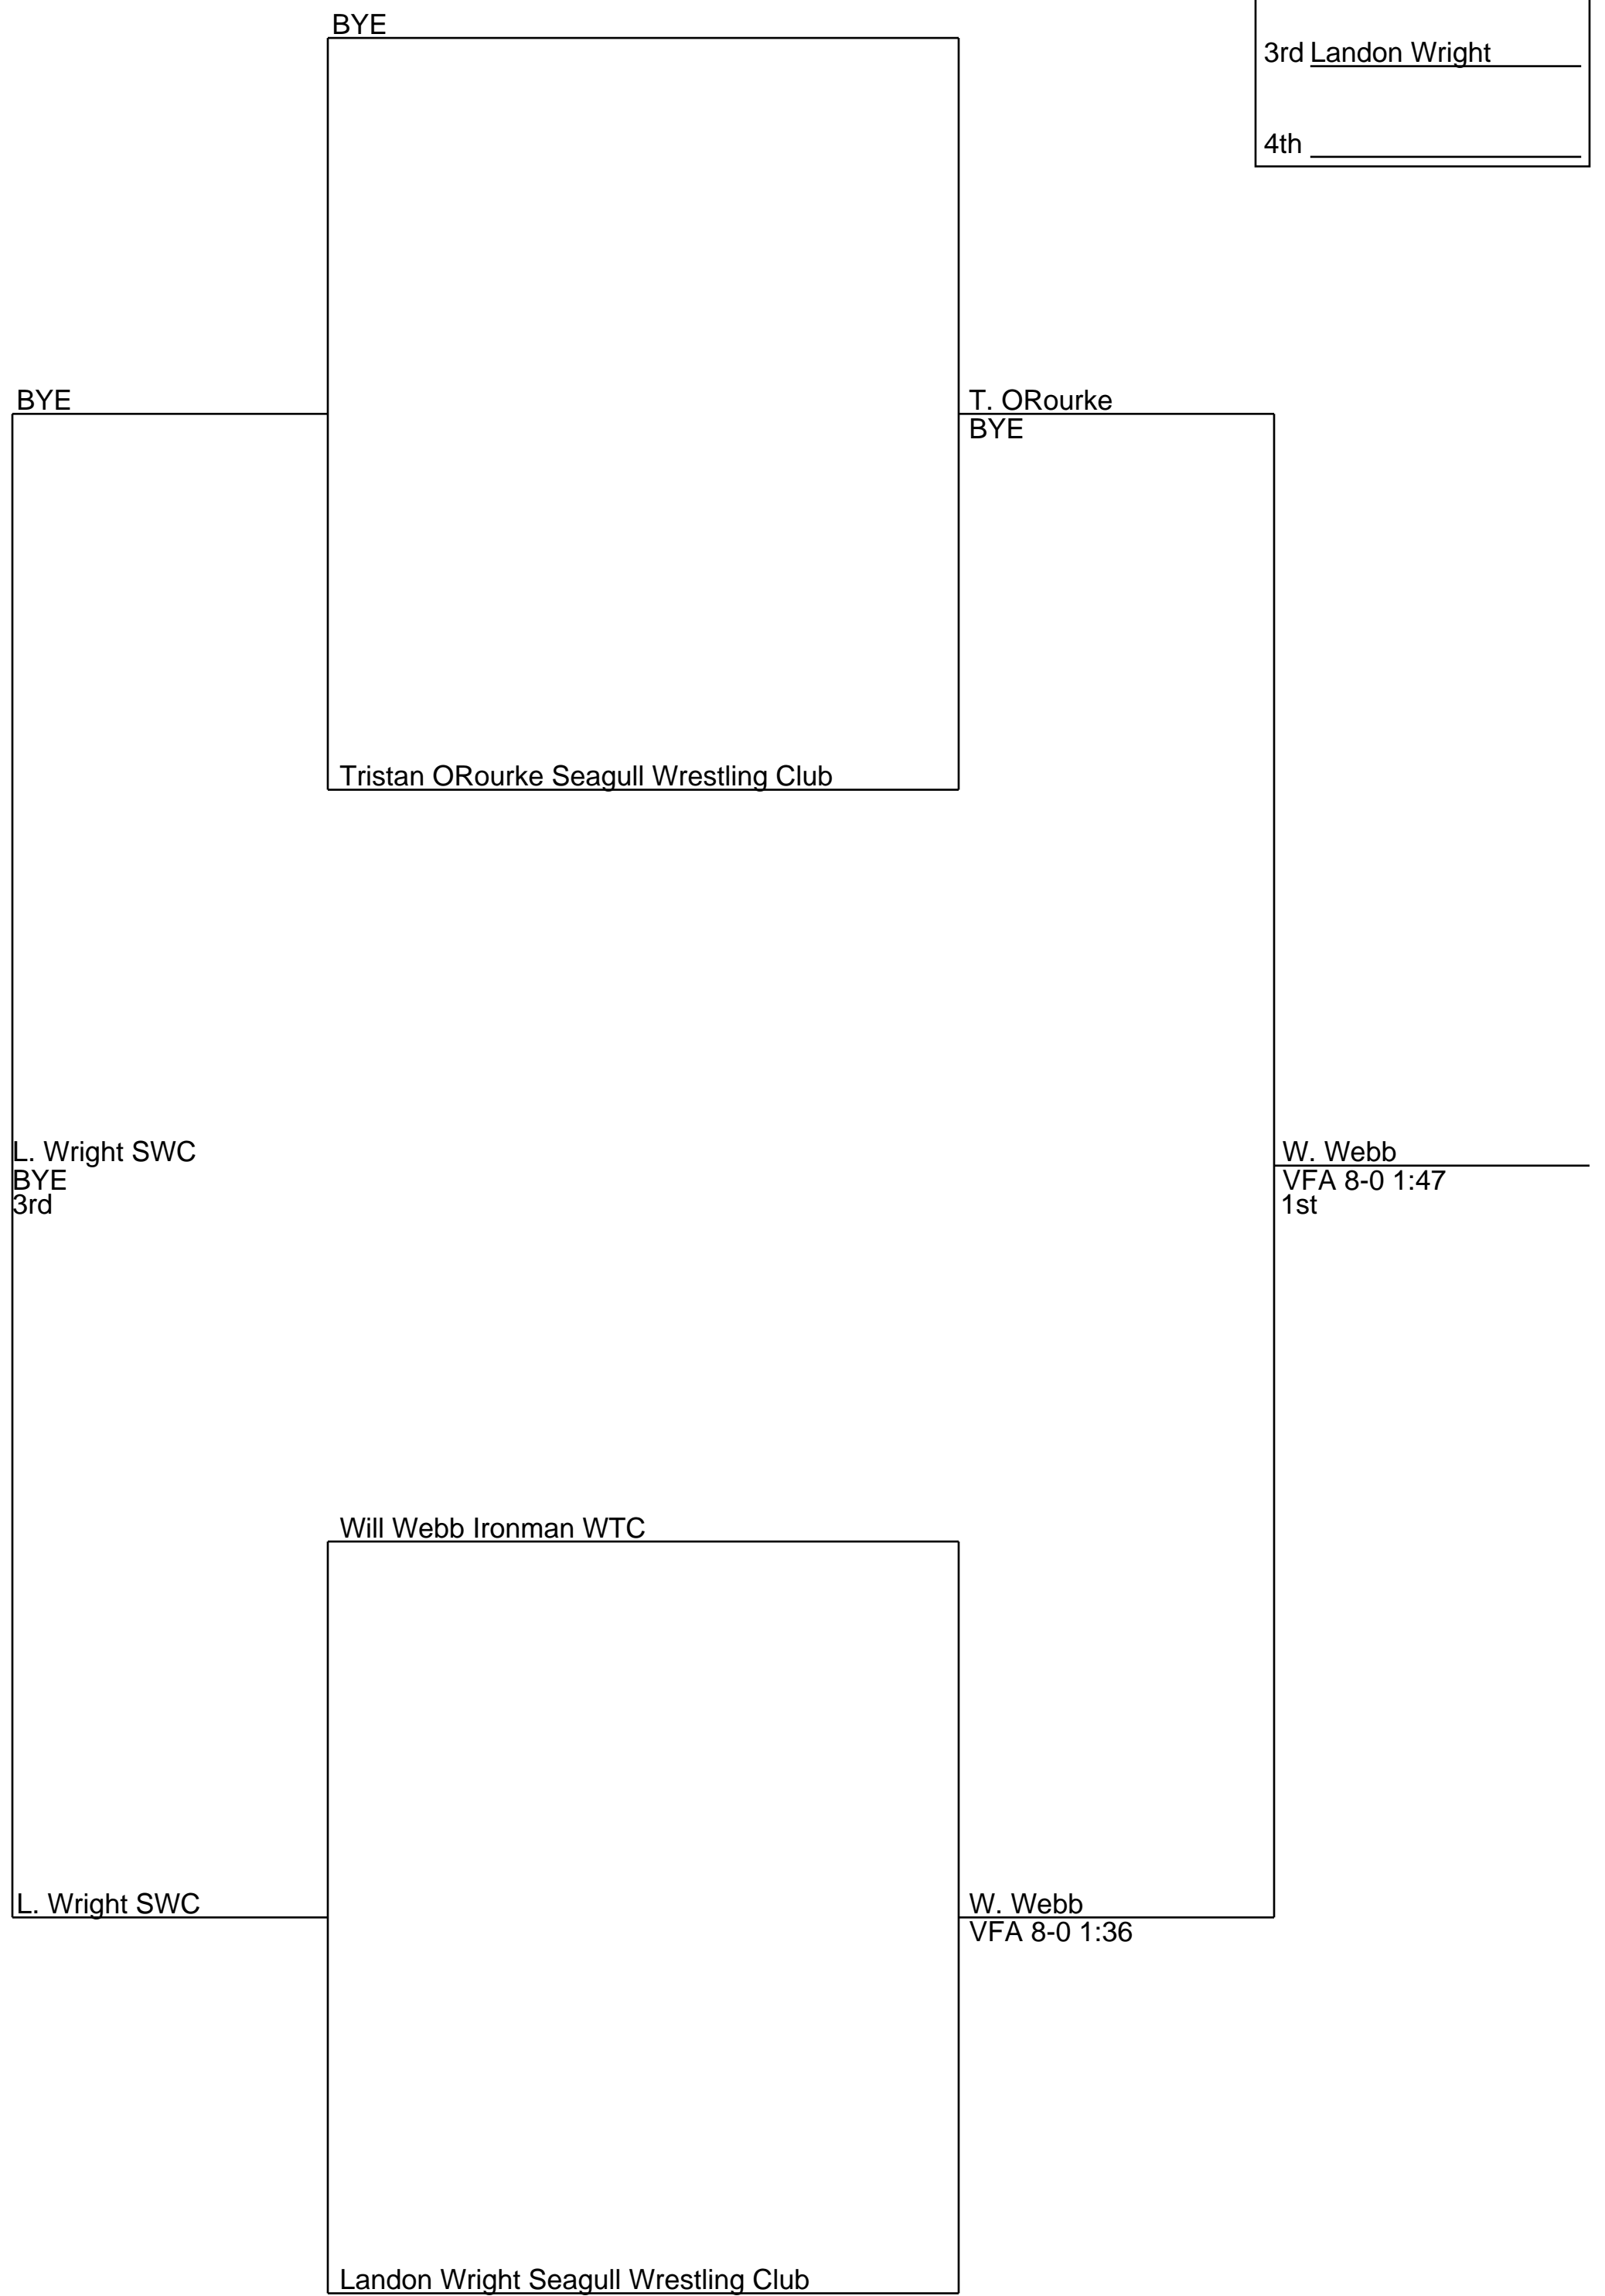 BYE
3rd Landon Wright
4th
BYE
T. ORourke
BYE
Tristan ORourke Seagull Wrestling Club
L. Wright SWC
BYE
3rd
W. Webb
VFA 8-0 1:47
1st
Will Webb Ironman WTC
L. Wright SWC
W. Webb
VFA 8-0 1:36
Landon Wright Seagull Wrestling Club